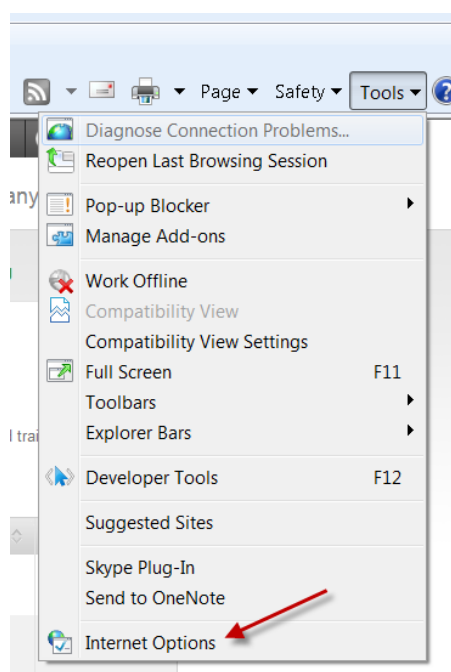 Page Safety Tools
Diagnose Connection Problems...
Reopen Last Browsing Session
any
Pop-up Blocker
Manage Add-ons
Work Offline
Compatibility View
Compatibility View Settings
Full Screen F11
Toolbars
Explorer Bars
l trai
Developer Tools F12
Suggested Sites
Skype Plug-In
Send to OneNote
Internet Options